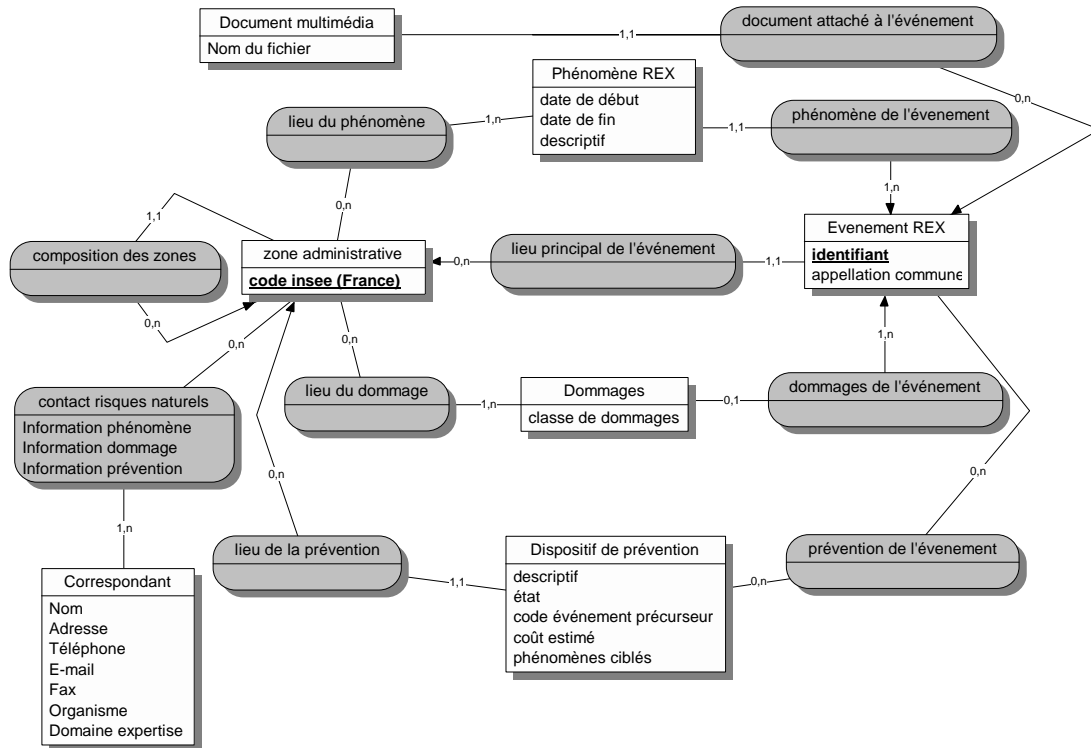 Document multimédia
Nom du fichier
1,1
document attaché à l'événement
0,n
Phénomène REX
date de début
date de fin
descriptif
lieu du phénomène
1,n
1,1
phénomène de l'évenement
0,n
1,n
1,1
composition des zones
0,n
zone administrative
code insee (France)
0,n
lieu principal de l'événement
1,1
Evenement REX
identifiant
appellation commune
0,n
0,n
1,n
lieu du dommage
1,n
Dommages
classe de dommages
0,1
dommages de l'événement
contact risques naturels
Information phénomène
Information dommage
Information prévention
0,n
0,n
1,n
lieu de la prévention
1,1
Dispositif de prévention
descriptif
état
code événement précurseur
coût estimé
phénomènes ciblés
0,n
prévention de l'évenement
Correspondant
Nom
Adresse
Téléphone
E-mail
Fax
Organisme
Domaine expertise